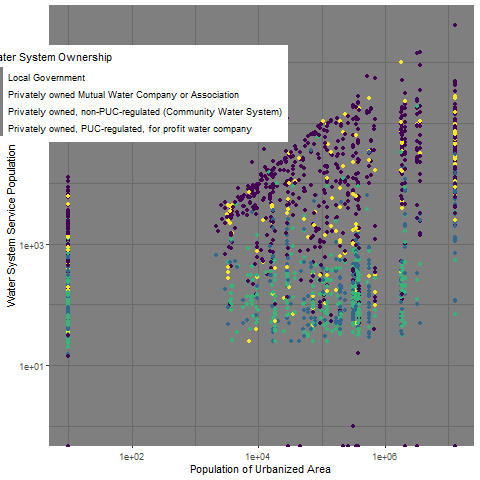 ater System Ownership
Local Government
Privately owned Mutual Water Company or Association
Privately owned, non-PUC-regulated (Community Water System)
Privately owned, PUC-regulated, for profit water company
Water System Service Population
1e+03
1e+01
1e+02
1e+04
1e+06
Population of Urbanized Area